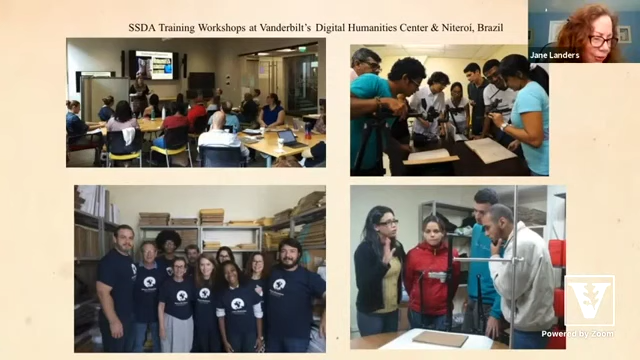 SSDA Training Workshops at Vanderbilt's Digital Humanities Center & Niteroí, Brazil
Jane Landers
V
Powered by Zoom